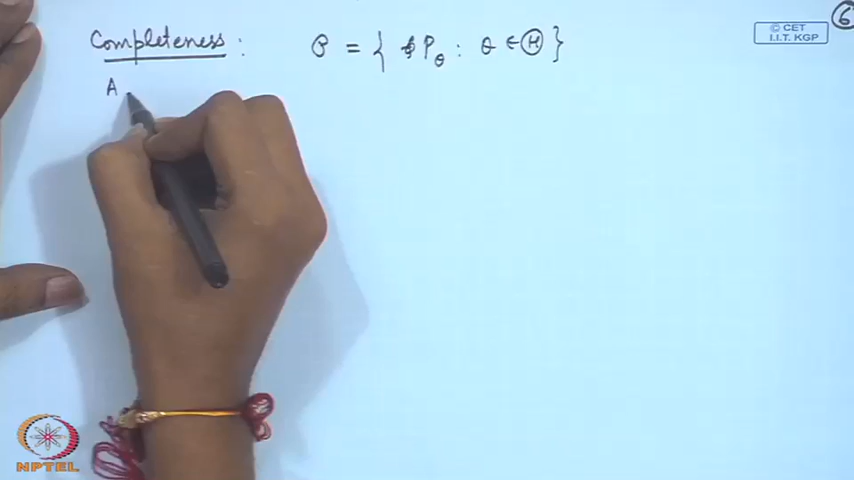 Completeness : 𝒫 = { P_θ : θ ∈ Ⓗ }
A
© CET
I.I.T. KGP
6
NPTEL